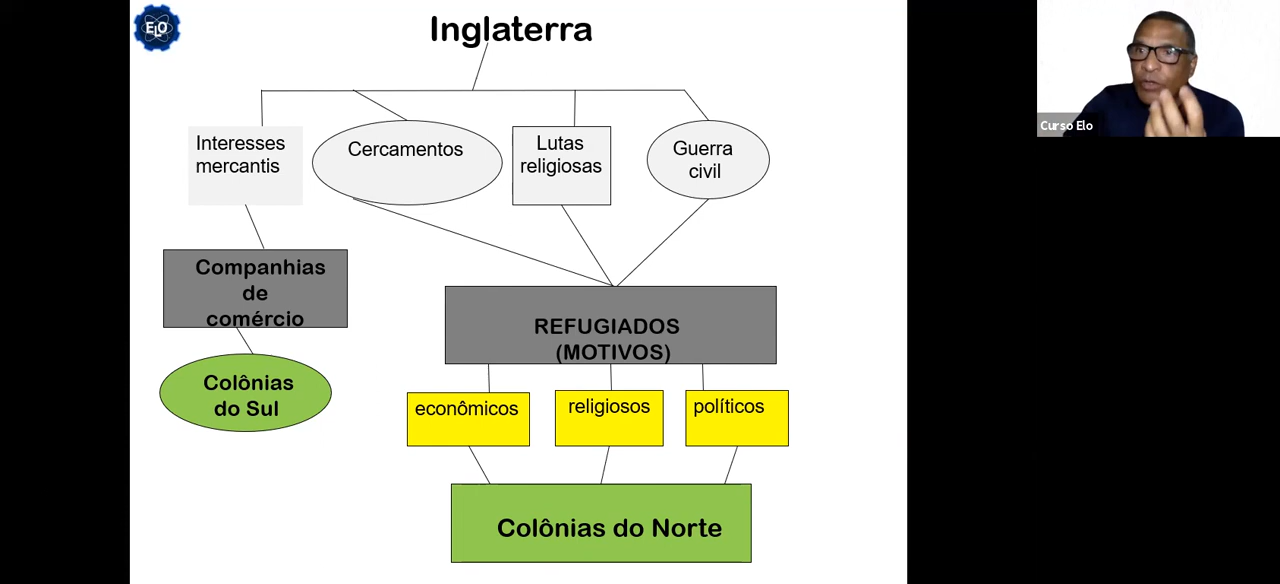 ELO
Inglaterra
Interesses
mercantis
Cercamentos
Lutas
religiosas
Guerra
civil
Companhias
de
comércio
Colônias
do Sul
REFUGIADOS
(MOTIVOS)
econômicos
religiosos
políticos
Colônias do Norte
Curso Elo